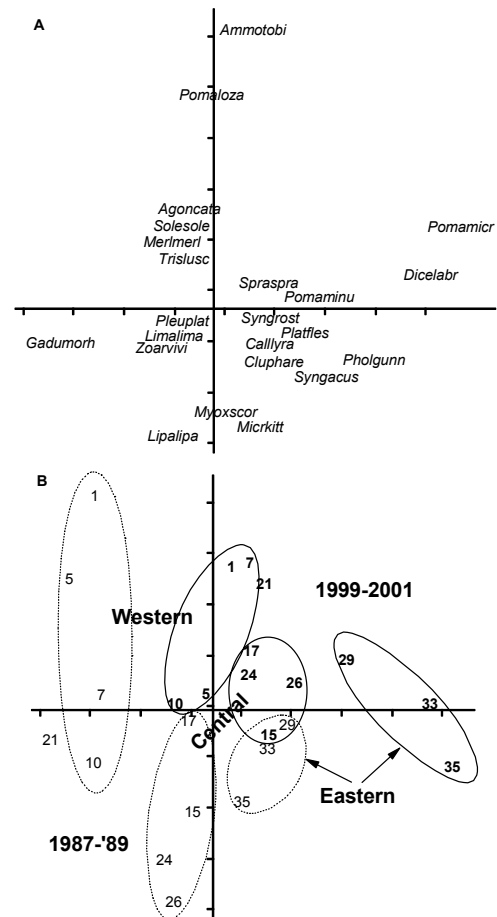 A
Ammotobi
Pomaloza
Agoncata
Solesole
Pomamicr
Merlmerl
Trislusc
Dicelabr
Spraspra
Pomaminu
Pleuplat
Syngrost
Limalima
Platfles
Gadumorh
Zoarvivi
Calllyra
Cluphare
Pholgunn
Syngacus
Myoxscor
Micrkitt
Lipalipa
B
1
1
7
5
21
1999-2001
Western
17
29
24
26
7
5
10
33
17
Central
29
21
15
33
10
35
35
Eastern
15
1987-'89
24
26